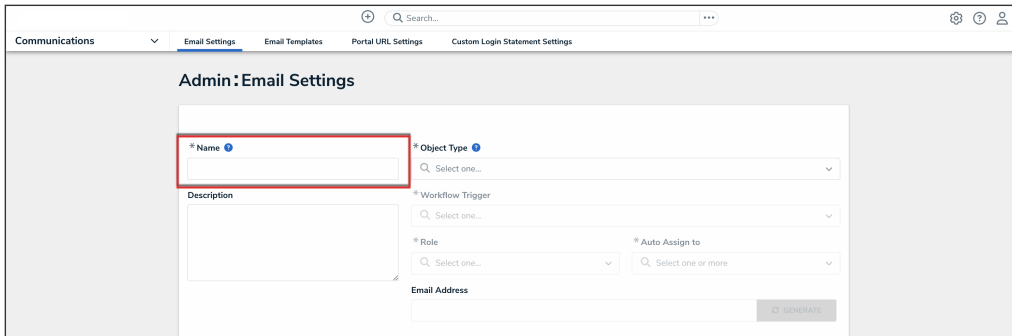 Search...
Communications
Email Settings Email Templates Portal URL Settings Custom Login Statement Settings
Admin:Email Settings
* Name ? * Object Type ?
Select one...
Description * Workflow Trigger
Select one...
* Role * Auto Assign to
Select one... Select one or more
Email Address
GENERATE